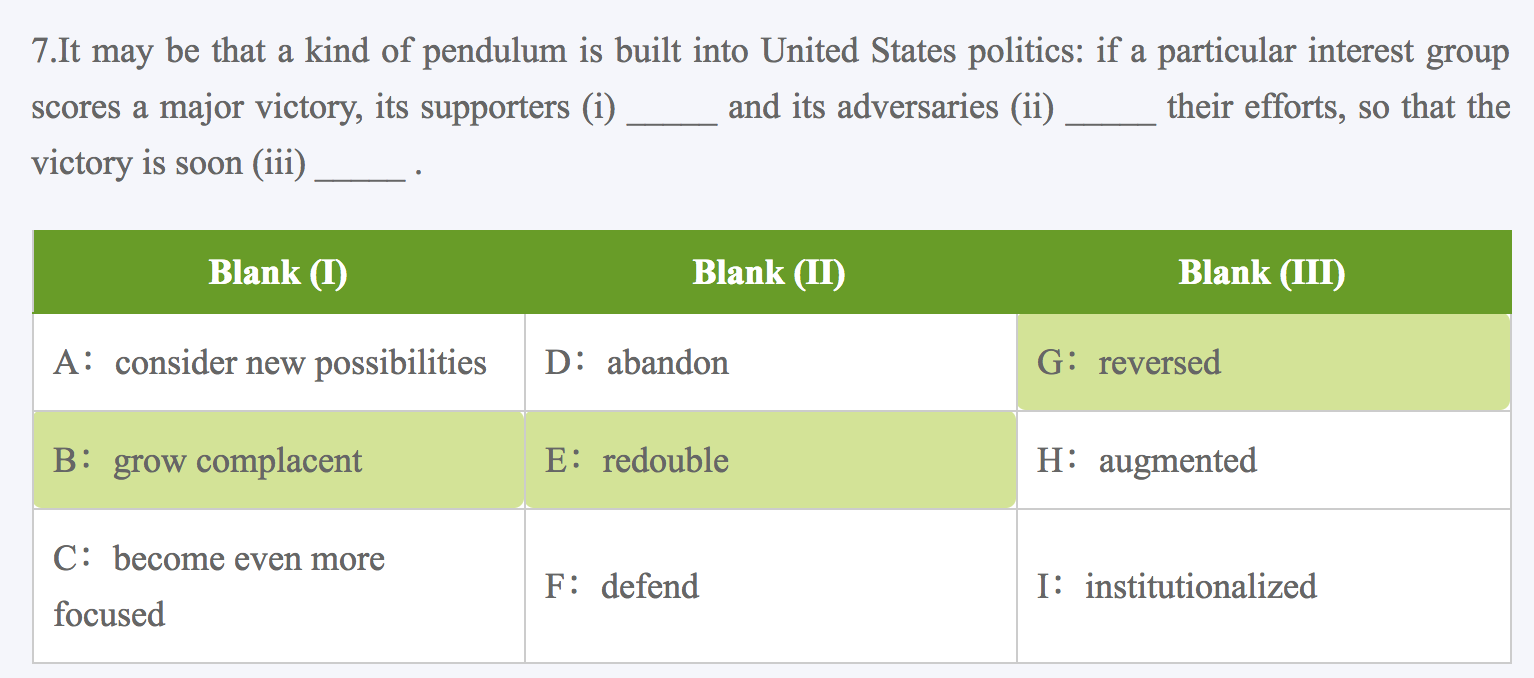 7.It may be that a kind of pendulum is built into United States politics: if a particular interest group
scores a major victory, its supporters (i) _____ and its adversaries (ii) _____ their efforts, so that the
victory is soon (iii) _____ .
Blank (I) Blank (II) Blank (III)
A： consider new possibilities D： abandon G： reversed
B： grow complacent E： redouble H： augmented
C： become even more
focused F： defend I： institutionalized